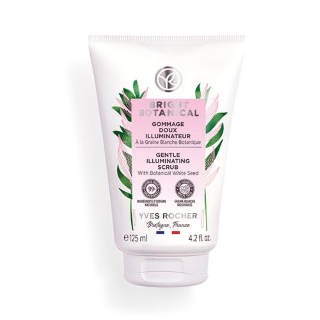 BRIGHT
BOTANICAL
GOMMAGE
DOUX
ILLUMINATEUR
À la Graine Blanche Botanique
GENTLE
ILLUMINATING
SCRUB
With Botanical White Seed
YVES ROCHER
Bretagne, France
℮125 ml 4.2 fl. oz.